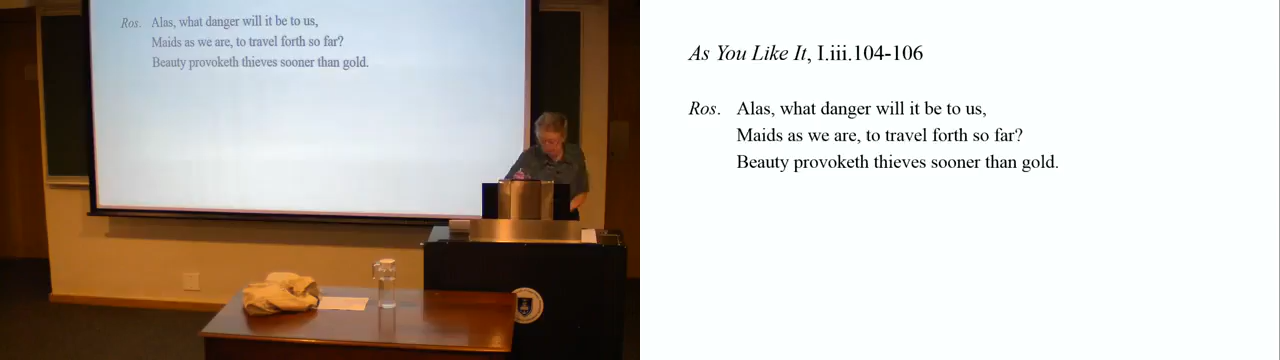 Ros. Alas, what danger will it be to us,
Maids as we are, to travel forth so far?
Beauty provoketh thieves sooner than gold.
As You Like It, I.iii.104-106
Ros. Alas, what danger will it be to us,
Maids as we are, to travel forth so far?
Beauty provoketh thieves sooner than gold.